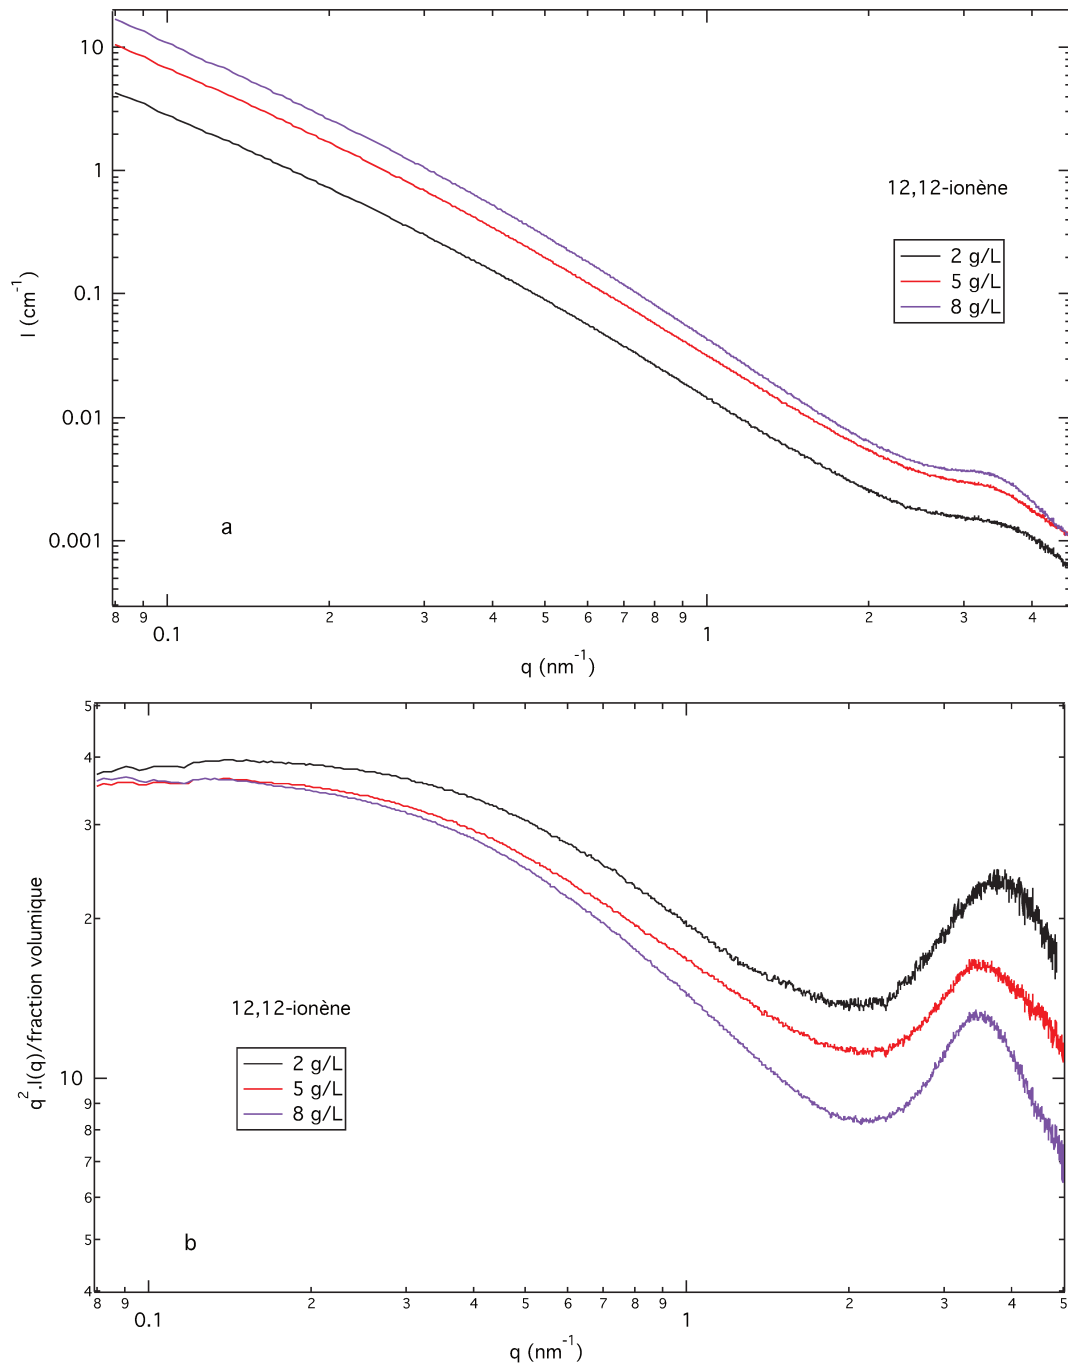 10
1
0.1
0.01
0.001
I (cm⁻¹)
12,12-ionène
2 g/L
5 g/L
8 g/L
a
8 9 2 3 4 5 6 7 8 9 2 3 4
0.1 1
q (nm⁻¹)
5
4
3
2
10
9
8
7
6
5
4
q².I(q)/fraction volumique
12,12-ionène
2 g/L
5 g/L
8 g/L
b
8 9 2 3 4 5 6 7 8 9 2 3 4 5
0.1 1
q (nm⁻¹)